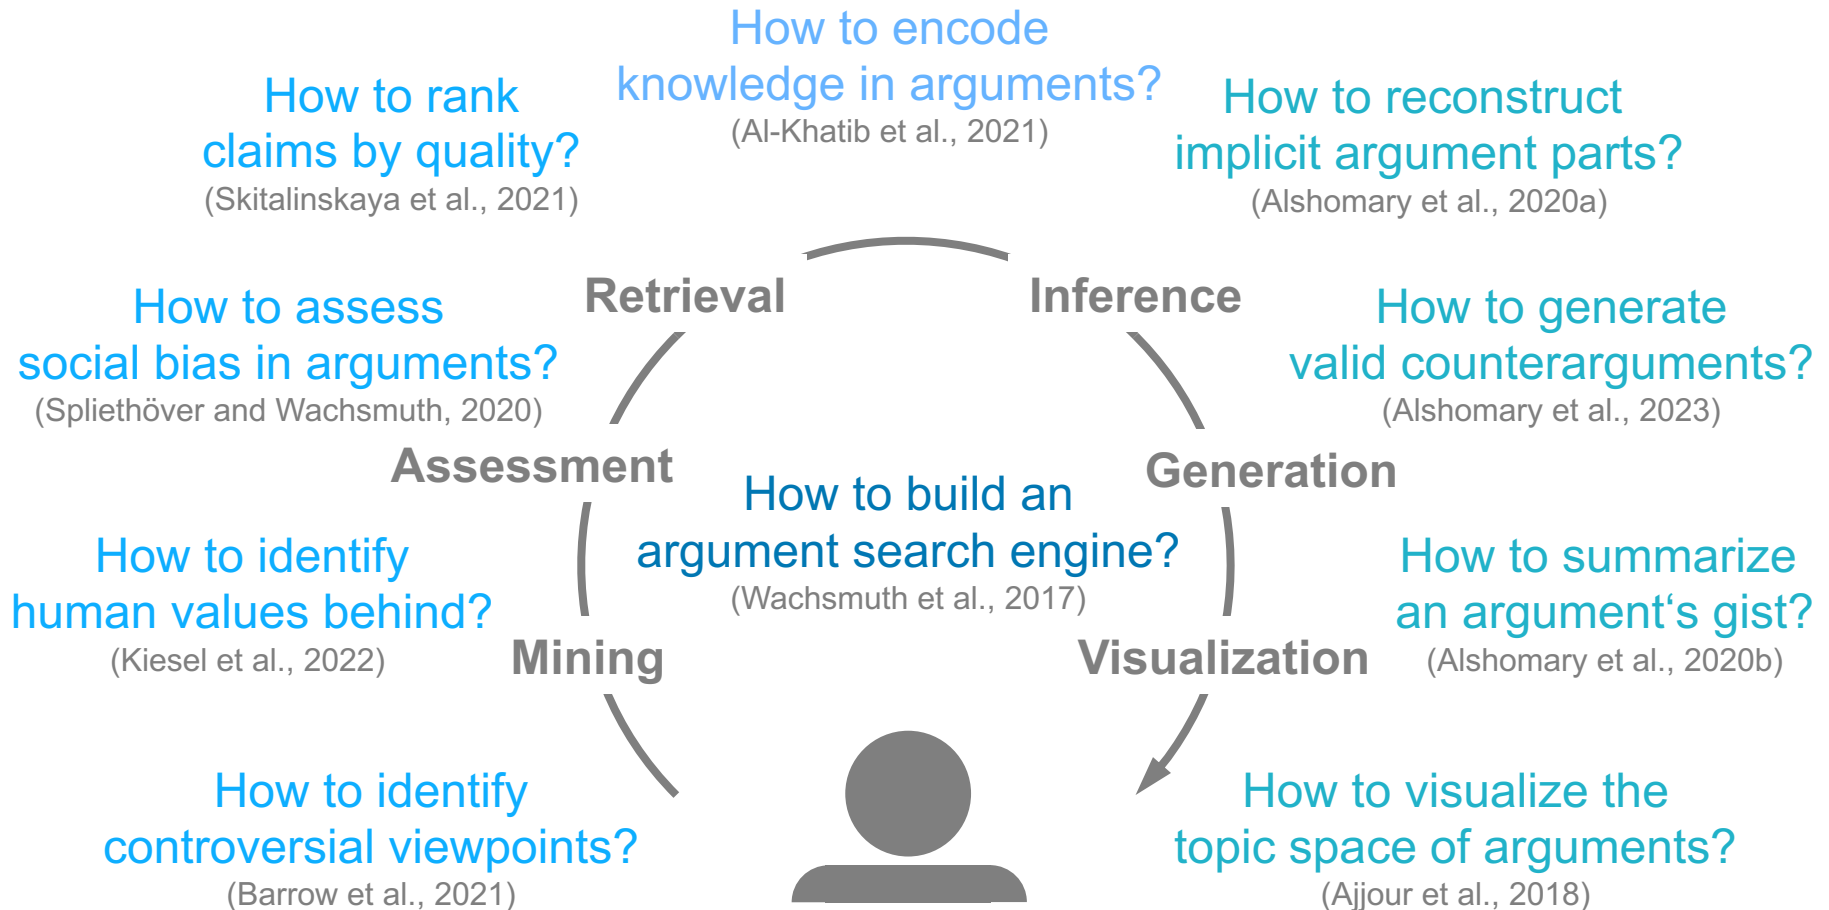 How to encode
knowledge in arguments?
(Al-Khatib et al., 2021)
How to rank
claims by quality?
(Skitalinskaya et al., 2021)
How to reconstruct
implicit argument parts?
(Alshomary et al., 2020a)
Retrieval
Inference
How to assess
social bias in arguments?
(Spliethöver and Wachsmuth, 2020)
How to generate
valid counterarguments?
(Alshomary et al., 2023)
Assessment
Generation
How to build an
argument search engine?
(Wachsmuth et al., 2017)
How to identify
human values behind?
(Kiesel et al., 2022)
How to summarize
an argument‘s gist?
(Alshomary et al., 2020b)
Mining
Visualization
How to identify
controversial viewpoints?
(Barrow et al., 2021)
How to visualize the
topic space of arguments?
(Ajjour et al., 2018)